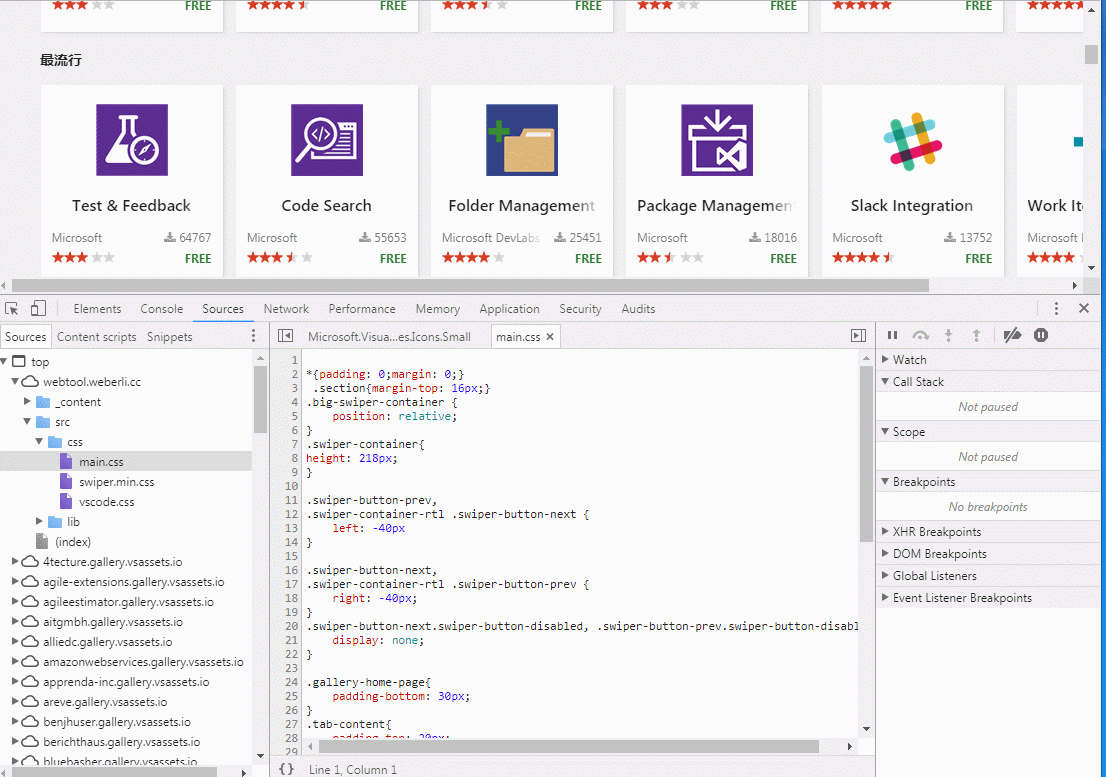 FREE FREE FREE FREE FREE
最流行
Test & Feedback
Microsoft 64767
FREE
Code Search
Microsoft 55653
FREE
Folder Management
Microsoft DevLabs 25451
FREE
Package Management
Microsoft 18016
FREE
Slack Integration
Microsoft 13752
FREE
Work Ite
Microsoft
Elements Console Sources Network Performance Memory Application Security Audits
Sources Content scripts Snippets
top
webtool.weberli.cc
_content
src
css
main.css
swiper.min.css
vscode.css
lib
(index)
4tecture.gallery.vsassets.io
agile-extensions.gallery.vsassets.io
agileestimator.gallery.vsassets.io
aitgmbh.gallery.vsassets.io
alliedc.gallery.vsassets.io
amazonwebservices.gallery.vsassets.io
apprenda-inc.gallery.vsassets.io
areve.gallery.vsassets.io
benjhuser.gallery.vsassets.io
berichthaus.gallery.vsassets.io
bluebasher.gallery.vsassets.io
Microsoft.Visua...es.Icons.Small main.css ×
1
2 *{padding: 0;margin: 0;}
3 .section{margin-top: 16px;}
4 .big-swiper-container {
5 position: relative;
6 }
7 .swiper-container{
8 height: 218px;
9 }
10
11 .swiper-button-prev,
12 .swiper-container-rtl .swiper-button-next {
13 left: -40px
14 }
15
16 .swiper-button-next,
17 .swiper-container-rtl .swiper-button-prev {
18 right: -40px;
19 }
20 .swiper-button-next.swiper-button-disabled, .swiper-button-prev.swiper-button-disabl
21 display: none;
22 }
23
24 .gallery-home-page{
25 padding-bottom: 30px;
26 }
27 .tab-content{
28 padding-top: 20px;
29
{} Line 1, Column 1
Watch
Call Stack
Not paused
Scope
Not paused
Breakpoints
No breakpoints
XHR Breakpoints
DOM Breakpoints
Global Listeners
Event Listener Breakpoints